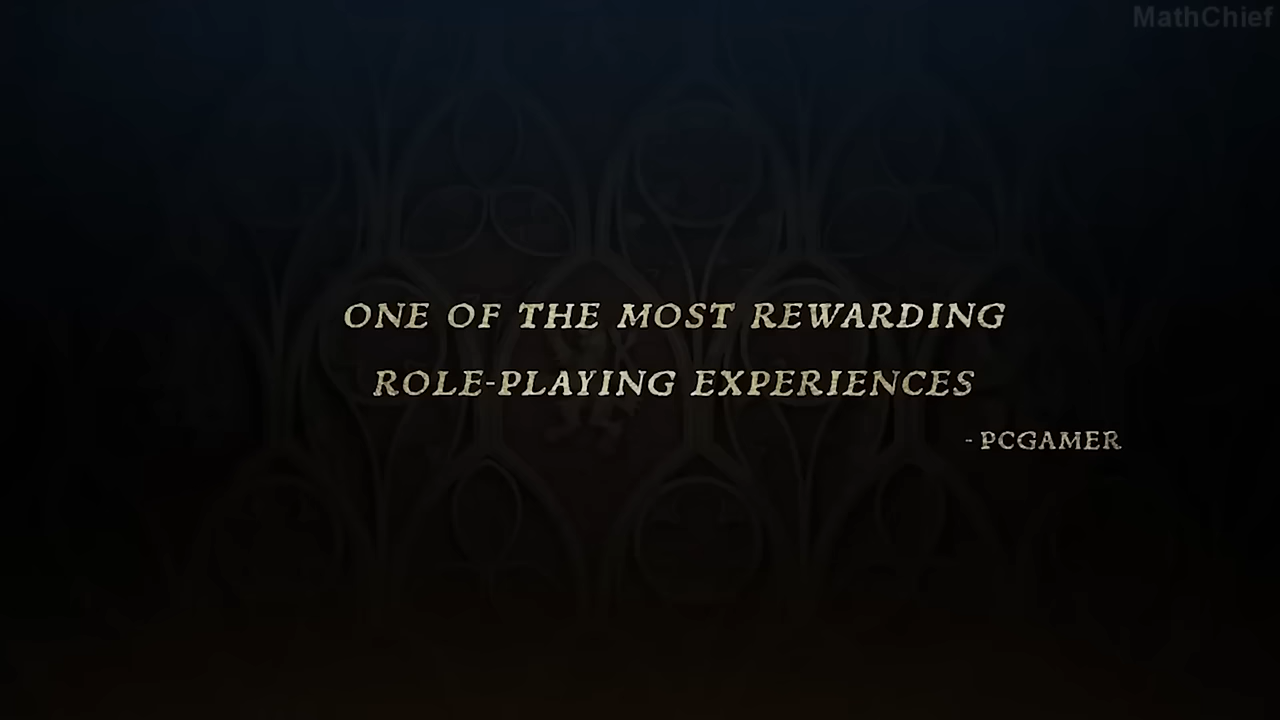 MathChief
ONE OF THE MOST REWARDING
ROLE-PLAYING EXPERIENCES
- PCGAMER